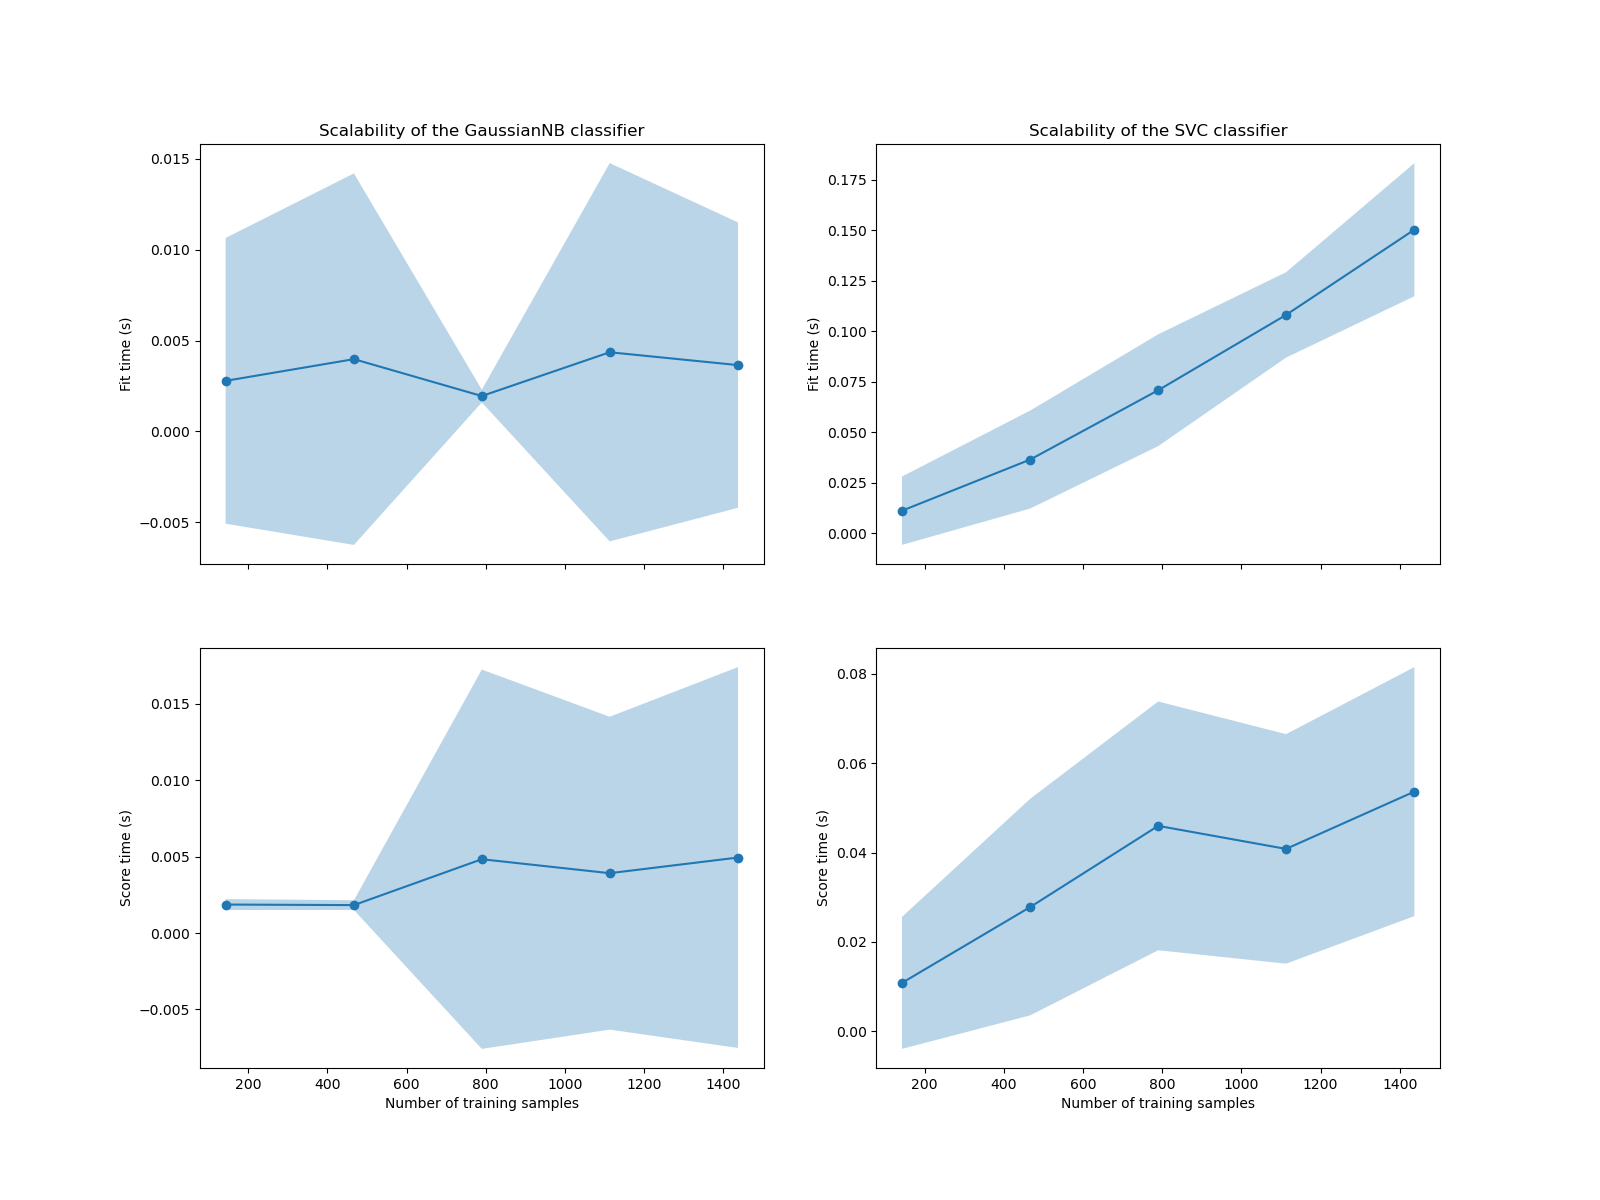 Scalability of the GaussianNB classifier
0.015
0.010
0.005
0.000
−0.005
Fit time (s)
Scalability of the SVC classifier
0.175
0.150
0.125
0.100
0.075
0.050
0.025
0.000
Fit time (s)
0.015
0.010
0.005
0.000
−0.005
Score time (s)
200 400 600 800 1000 1200 1400
Number of training samples
0.08
0.06
0.04
0.02
0.00
Score time (s)
200 400 600 800 1000 1200 1400
Number of training samples